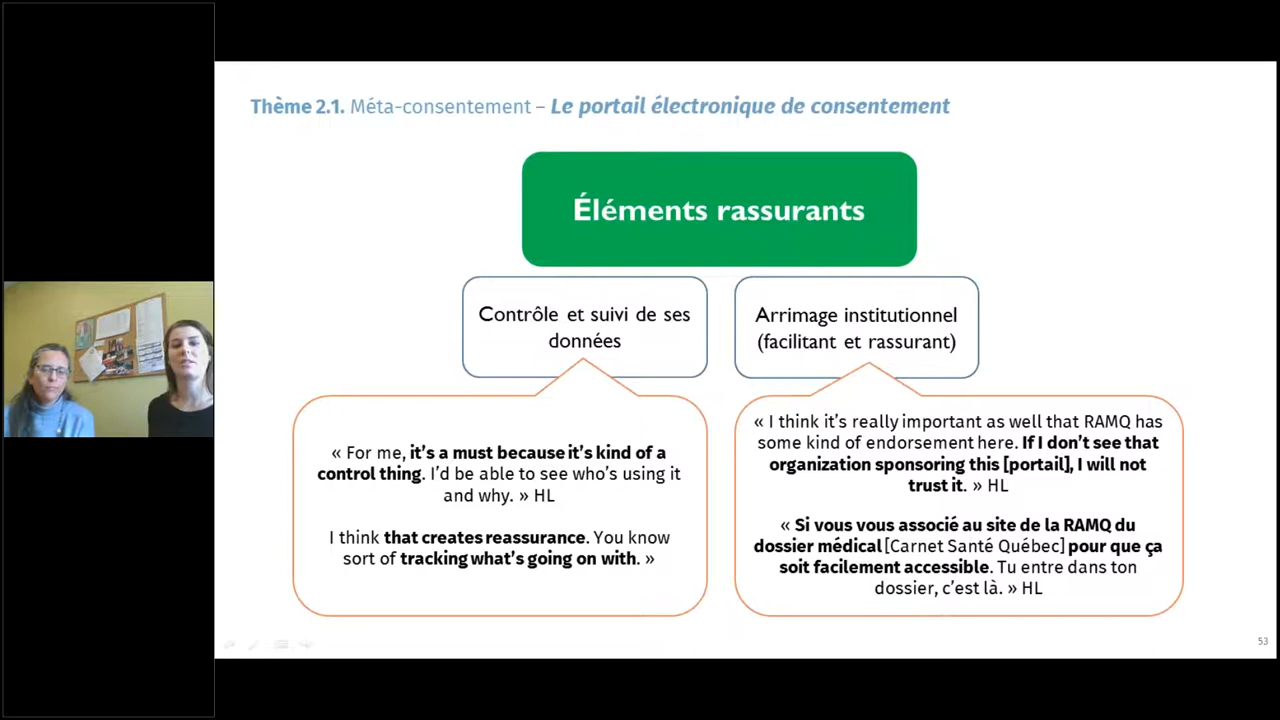 Thème 2.1. Méta-consentement – Le portail électronique de consentement
Éléments rassurants
Contrôle et suivi de ses
données
Arrimage institutionnel
(facilitant et rassurant)
« For me, it's a must because it's kind of a
control thing. I'd be able to see who's using it
and why. » HL
I think that creates reassurance. You know
sort of tracking what's going on with. »
« I think it's really important as well that RAMQ has
some kind of endorsement here. If I don't see that
organization sponsoring this [portail], I will not
trust it. » HL
« Si vous vous associé au site de la RAMQ du
dossier médical [Carnet Santé Québec] pour que ça
soit facilement accessible. Tu entre dans ton
dossier, c'est là. » HL
53